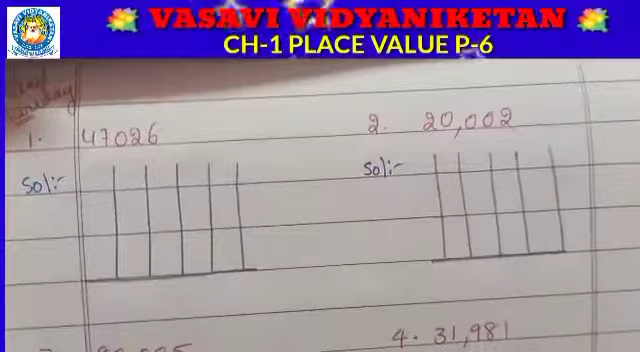 VASAVI VIDYANIKETAN
CH-1 PLACE VALUE P-6
1. 47026
2. 20,002
Sol:-
Sol:-
4. 31,981